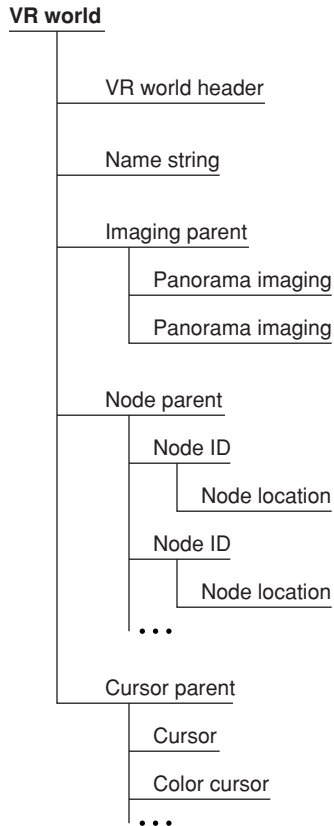 VR world
VR world header
Name string
Imaging parent
Panorama imaging
Panorama imaging
Node parent
Node ID
Node location
Node ID
Node location
...
Cursor parent
Cursor
Color cursor
...